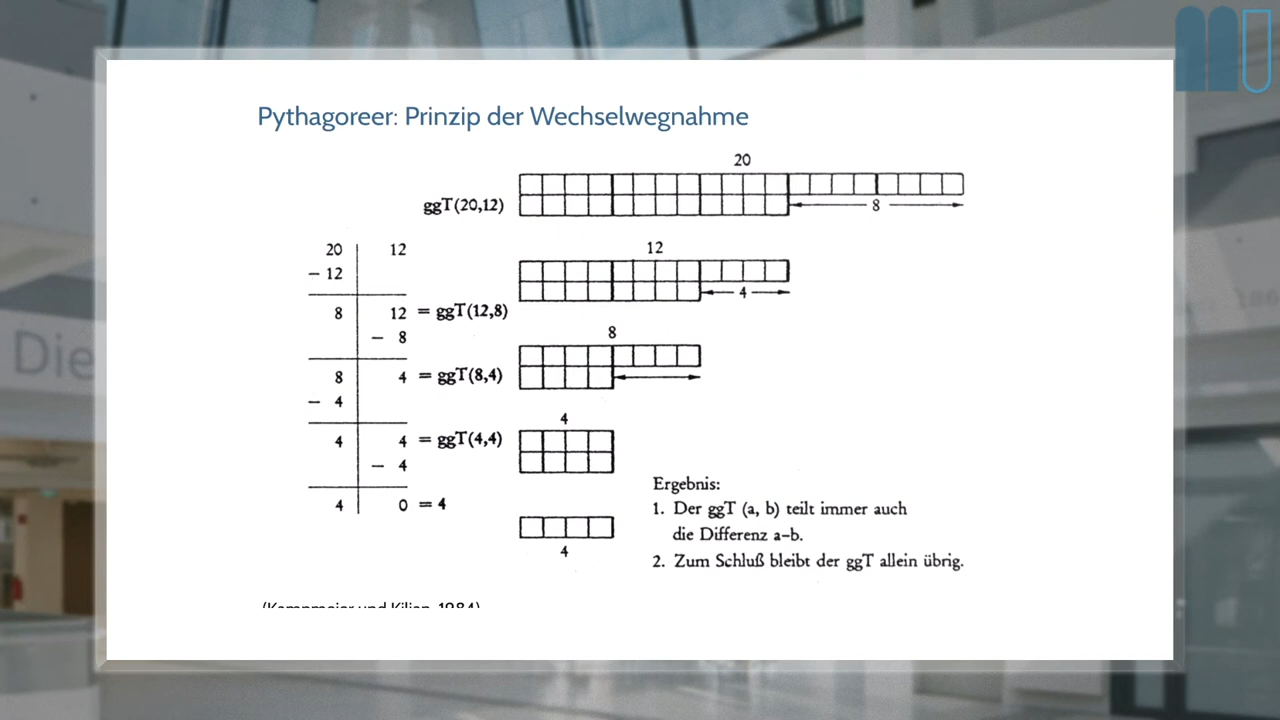 Pythagoreer: Prinzip der Wechselwegnahme
20
ggT(20,12)
8
20 12
− 12
12
4
8 12 = ggT(12,8)
− 8
8
8 4 = ggT(8,4)
− 4
4
4 4 = ggT(4,4)
− 4
4 0 = 4
4
Ergebnis:
1. Der ggT (a, b) teilt immer auch
die Differenz a–b.
2. Zum Schluß bleibt der ggT allein übrig.
Die